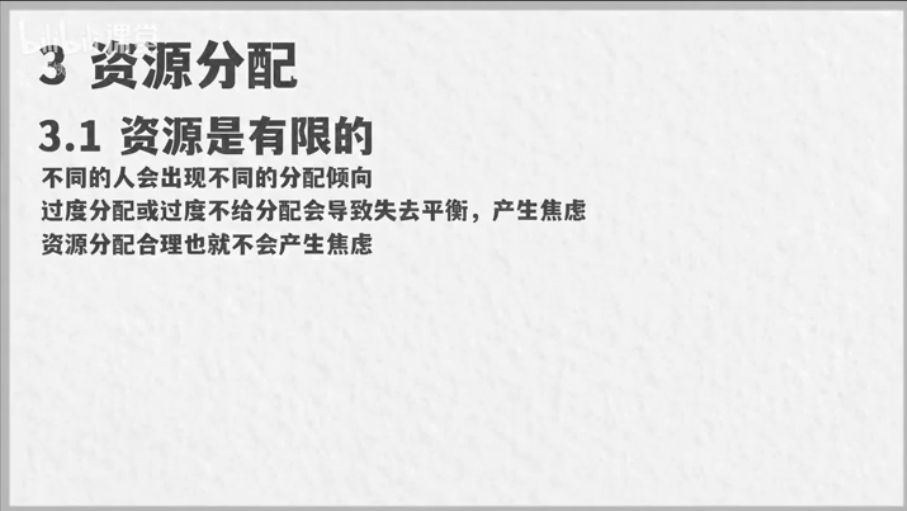 bilibili课堂
3 资源分配
3.1 资源是有限的
不同的人会出现不同的分配倾向
过度分配或过度不给分配会导致失去平衡，产生焦虑
资源分配合理也就不会产生焦虑